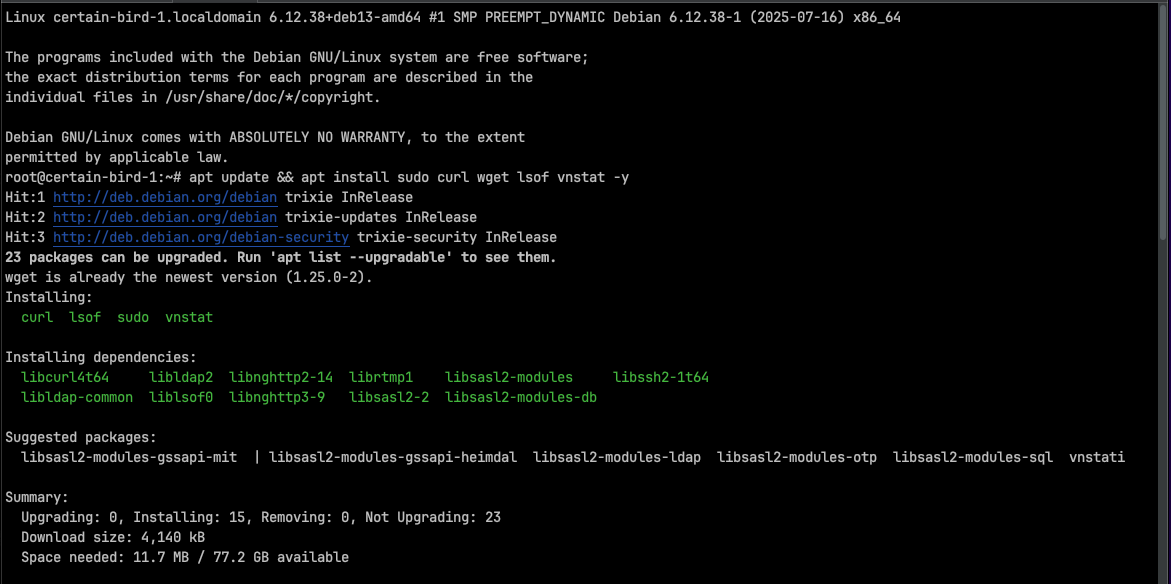 Linux certain-bird-1.localdomain 6.12.38+deb13-amd64 #1 SMP PREEMPT_DYNAMIC Debian 6.12.38-1 (2025-07-16) x86_64
The programs included with the Debian GNU/Linux system are free software;
the exact distribution terms for each program are described in the
individual files in /usr/share/doc/*/copyright.
Debian GNU/Linux comes with ABSOLUTELY NO WARRANTY, to the extent
permitted by applicable law.
root@certain-bird-1:~# apt update && apt install sudo curl wget lsof vnstat -y
Hit:1 http://deb.debian.org/debian trixie InRelease
Hit:2 http://deb.debian.org/debian trixie-updates InRelease
Hit:3 http://deb.debian.org/debian-security trixie-security InRelease
23 packages can be upgraded. Run 'apt list --upgradable' to see them.
wget is already the newest version (1.25.0-2).
Installing:
  curl  lsof  sudo  vnstat
Installing dependencies:
  libcurl4t64     libldap2  libnghttp2-14  librtmp1    libsasl2-modules     libssh2-1t64
  libldap-common  liblsof0  libnghttp3-9   libsasl2-2  libsasl2-modules-db
Suggested packages:
  libsasl2-modules-gssapi-mit  | libsasl2-modules-gssapi-heimdal  libsasl2-modules-ldap  libsasl2-modules-otp  libsasl2-modules-sql  vnstati
Summary:
  Upgrading: 0, Installing: 15, Removing: 0, Not Upgrading: 23
  Download size: 4,140 kB
  Space needed: 11.7 MB / 77.2 GB available